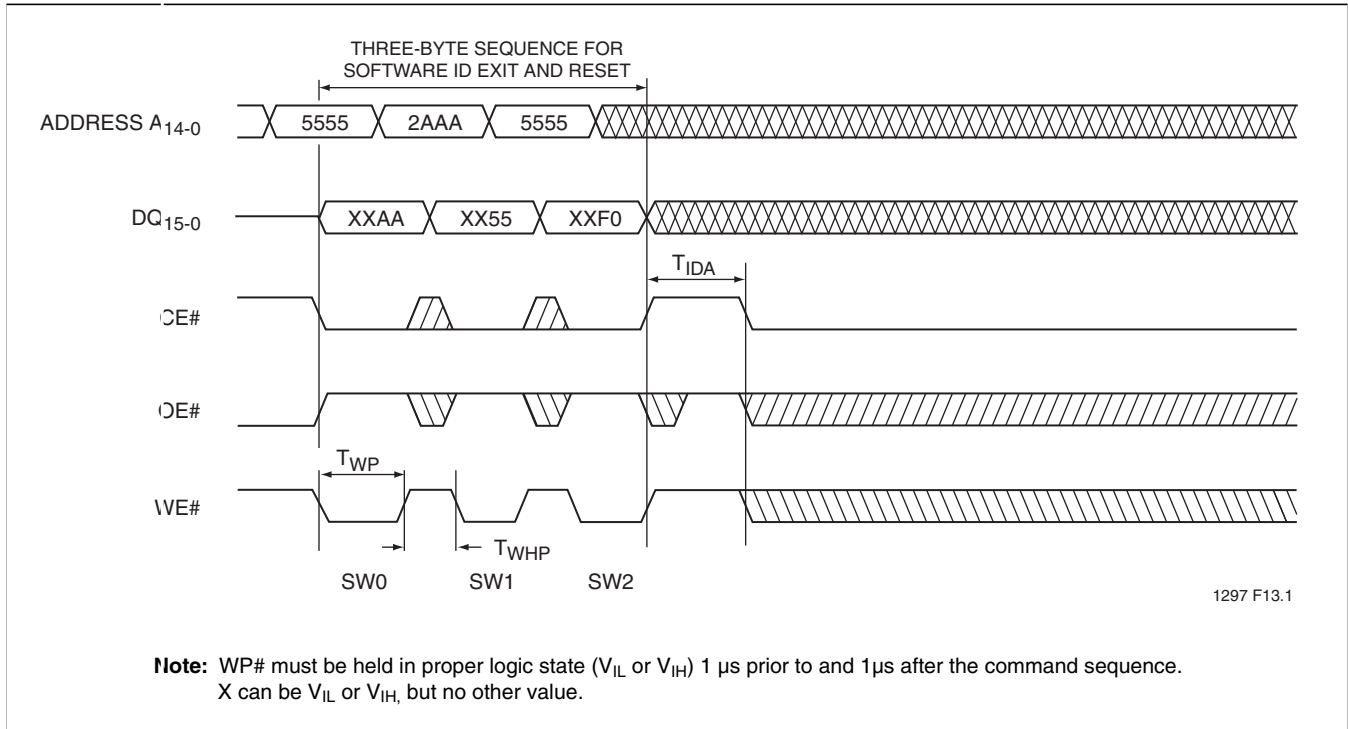 THREE-BYTE SEQUENCE FOR
SOFTWARE ID EXIT AND RESET
ADDRESS A14-0
5555 2AAA 5555
DQ15-0
XXAA XX55 XXF0
TIDA
CE#
OE#
TWP
WE#
TWHP
SW0 SW1 SW2
1297 F13.1
Note: WP# must be held in proper logic state (VIL or VIH) 1 µs prior to and 1µs after the command sequence.
X can be VIL or VIH, but no other value.